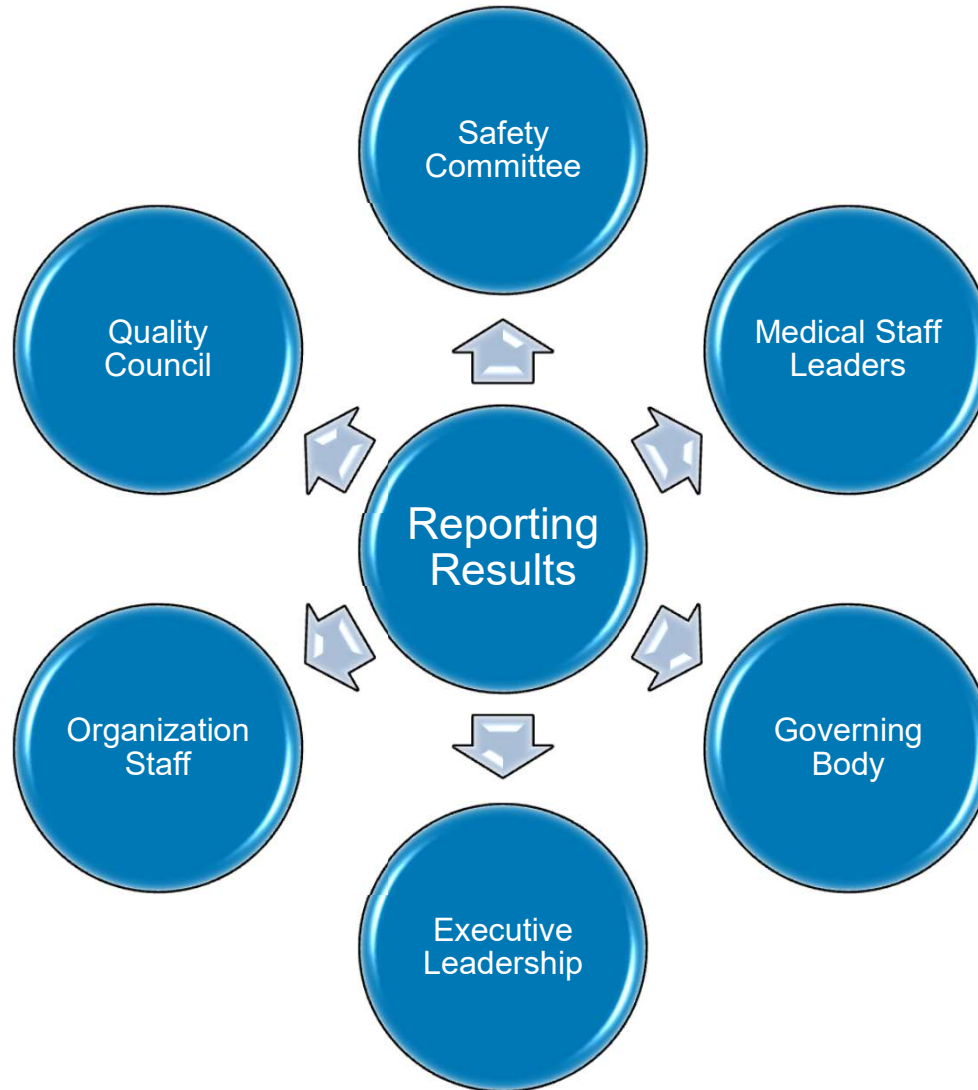 Safety
Committee
Quality
Council
Medical Staff
Leaders
Reporting
Results
Organization
Staff
Governing
Body
Executive
Leadership